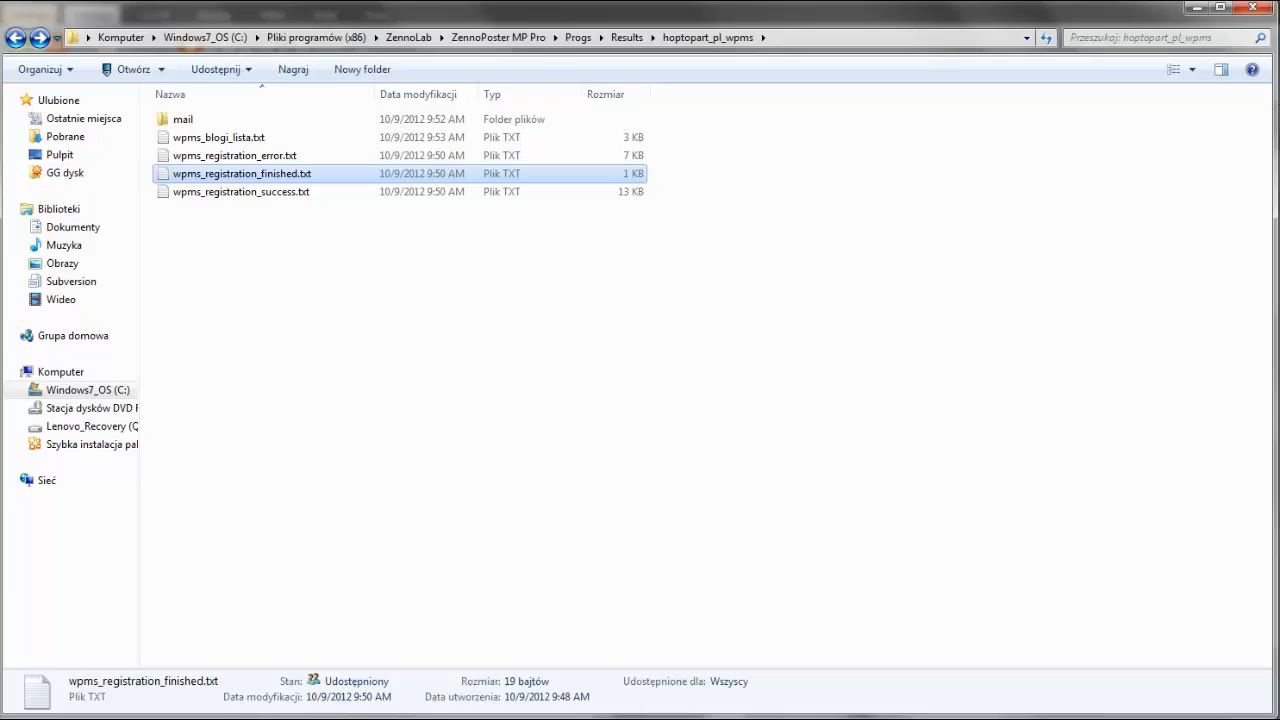 Komputer Windows7_OS (C:) Pliki programów (x86) ZennoLab ZennoPoster MP Pro Progs Results hoptopart_pl_wpms Przeszukaj: hoptopart_pl_wpms
Organizuj Otwórz Udostępnij Nagraj Nowy folder
Nazwa Data modyfikacji Typ Rozmiar
mail 10/9/2012 9:52 AM Folder plików
wpms_blogi_lista.txt 10/9/2012 9:53 AM Plik TXT 3 KB
wpms_registration_error.txt 10/9/2012 9:50 AM Plik TXT 7 KB
wpms_registration_finished.txt 10/9/2012 9:50 AM Plik TXT 1 KB
wpms_registration_success.txt 10/9/2012 9:50 AM Plik TXT 13 KB
Ulubione
Ostatnie miejsca
Pobrane
Pulpit
GG dysk
Biblioteki
Dokumenty
Muzyka
Obrazy
Subversion
Wideo
Grupa domowa
Komputer
Windows7_OS (C:)
Stacja dysków DVD
Lenovo_Recovery (Q
Szybka instalacja pa
Sieć
wpms_registration_finished.txt Stan: Udostępniony Rozmiar: 19 bajtów Udostępnione dla: Wszyscy
Plik TXT Data modyfikacji: 10/9/2012 9:50 AM Data utworzenia: 10/9/2012 9:48 AM